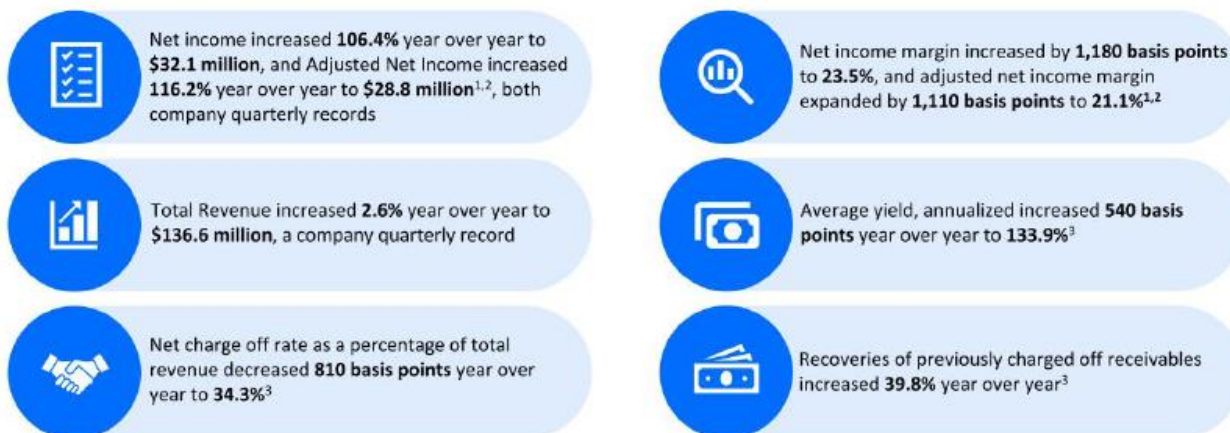 Net income increased 106.4% year over year to
$32.1 million, and Adjusted Net Income increased
116.2% year over year to $28.8 million1,2, both
company quarterly records
Net income margin increased by 1,180 basis points
to 23.5%, and adjusted net income margin
expanded by 1,110 basis points to 21.1%1,2
Total Revenue increased 2.6% year over year to
$136.6 million, a company quarterly record
Average yield, annualized increased 540 basis
points year over year to 133.9%3
Net charge off rate as a percentage of total
revenue decreased 810 basis points year over
year to 34.3%3
Recoveries of previously charged off receivables
increased 39.8% year over year3